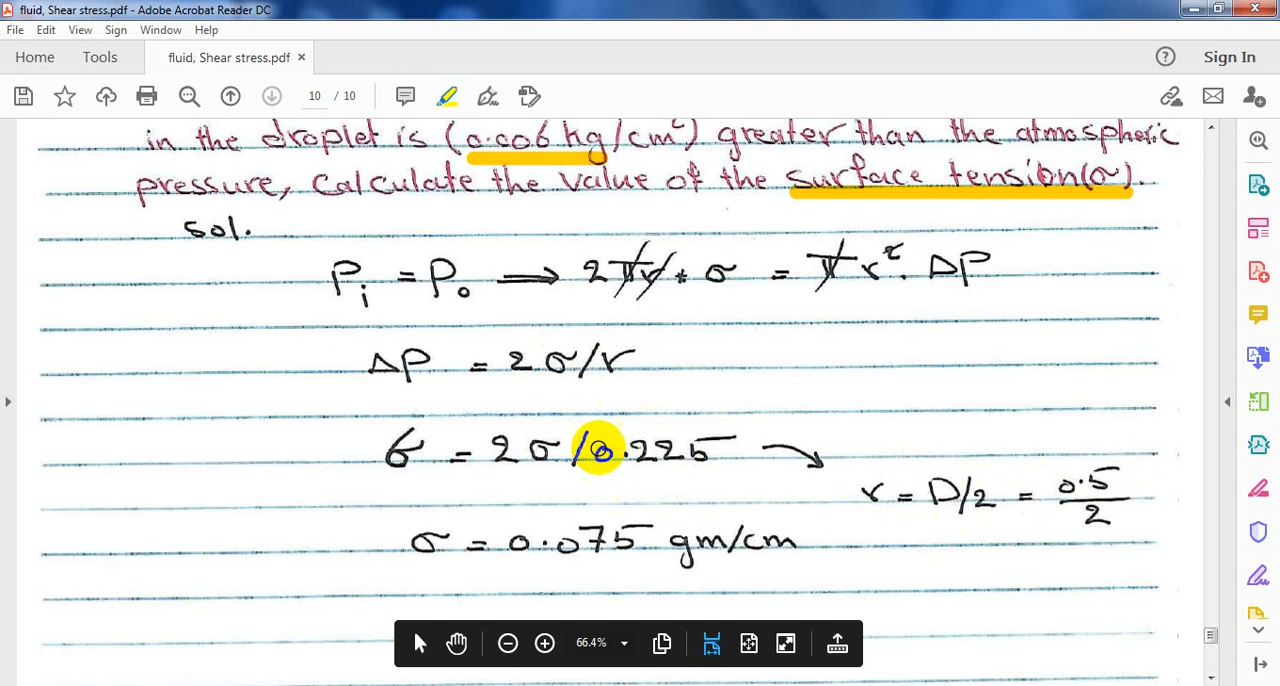 fluid, Shear stress.pdf - Adobe Acrobat Reader DC
File Edit View Sign Window Help
Home Tools fluid, Shear stress.pdf × Sign In
10 / 10
in the droplet is (0.006 kg/cm²) greater than the atmospheric
pressure, calculate the value of the surface tension(σ).
sol.
Pi = Po → 2πr * σ = πr². ΔP
ΔP = 2σ/r
6 = 2σ/0.225
r = D/2 = 0.5/2
σ = 0.075 gm/cm
66.4%